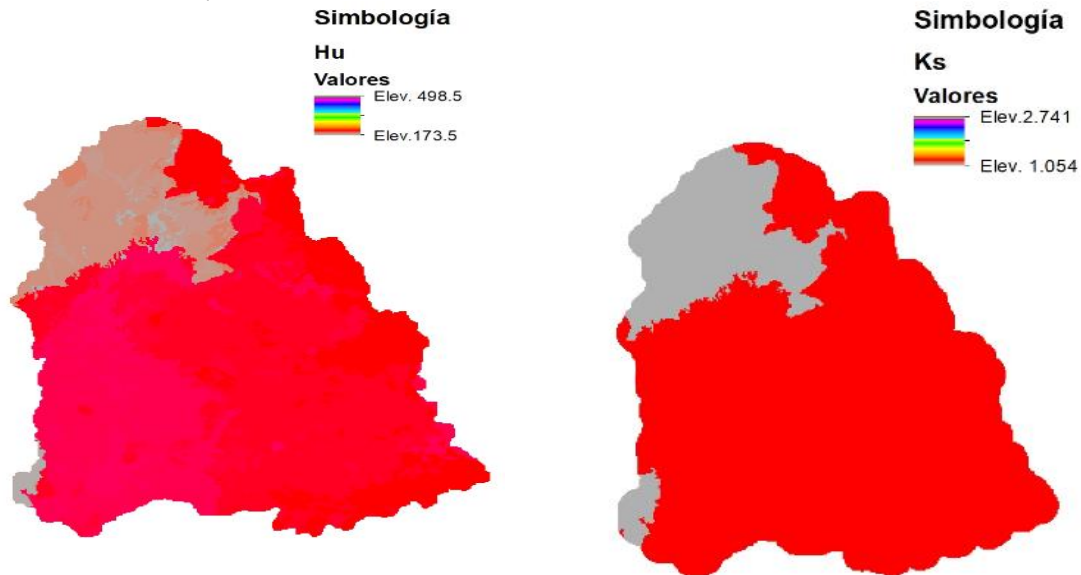 Simbología
Hu
Valores
Elev. 498.5
Elev.173.5
Simbología
Ks
Valores
Elev.2.741
Elev. 1.054